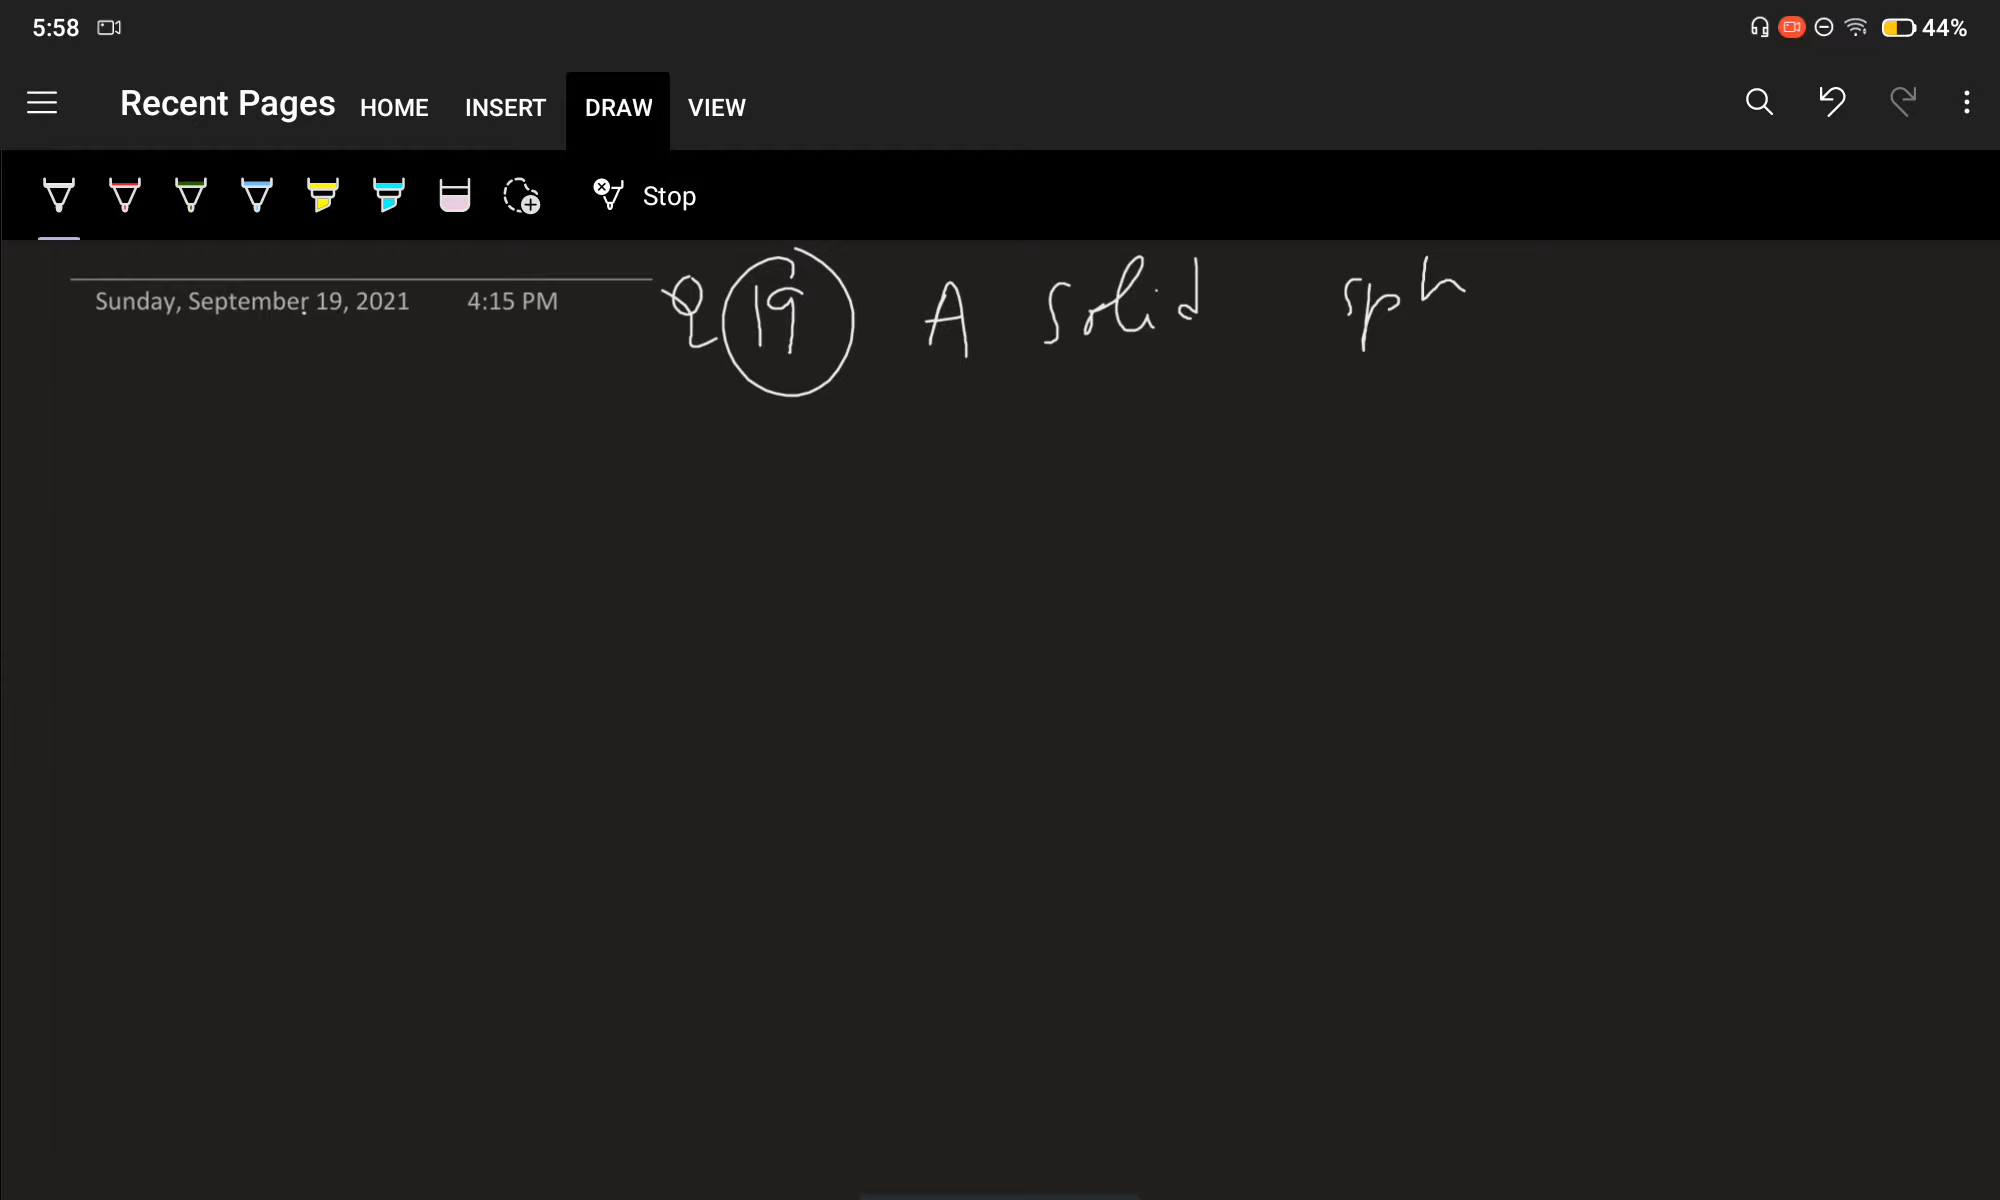 5:58 44%
Recent Pages HOME INSERT DRAW VIEW
Stop
Sunday, September 19, 2021 4:15 PM
Q 19 A solid sph